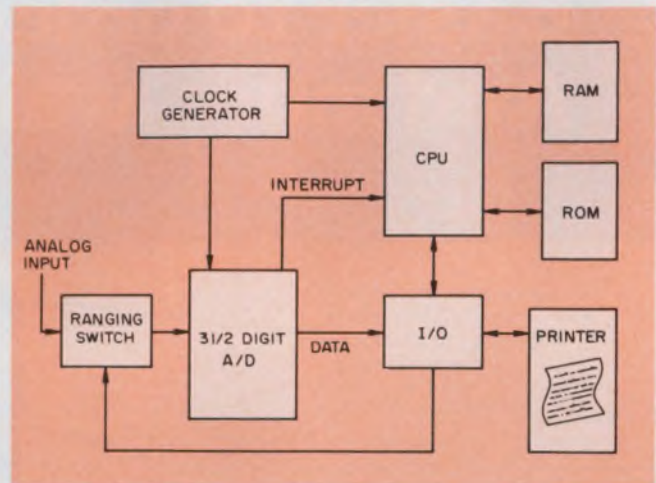 CLOCK
GENERATOR
CPU
RAM
ROM
INTERRUPT
ANALOG
INPUT
RANGING
SWITCH
31/2 DIGIT
A/D
DATA
I/O
PRINTER